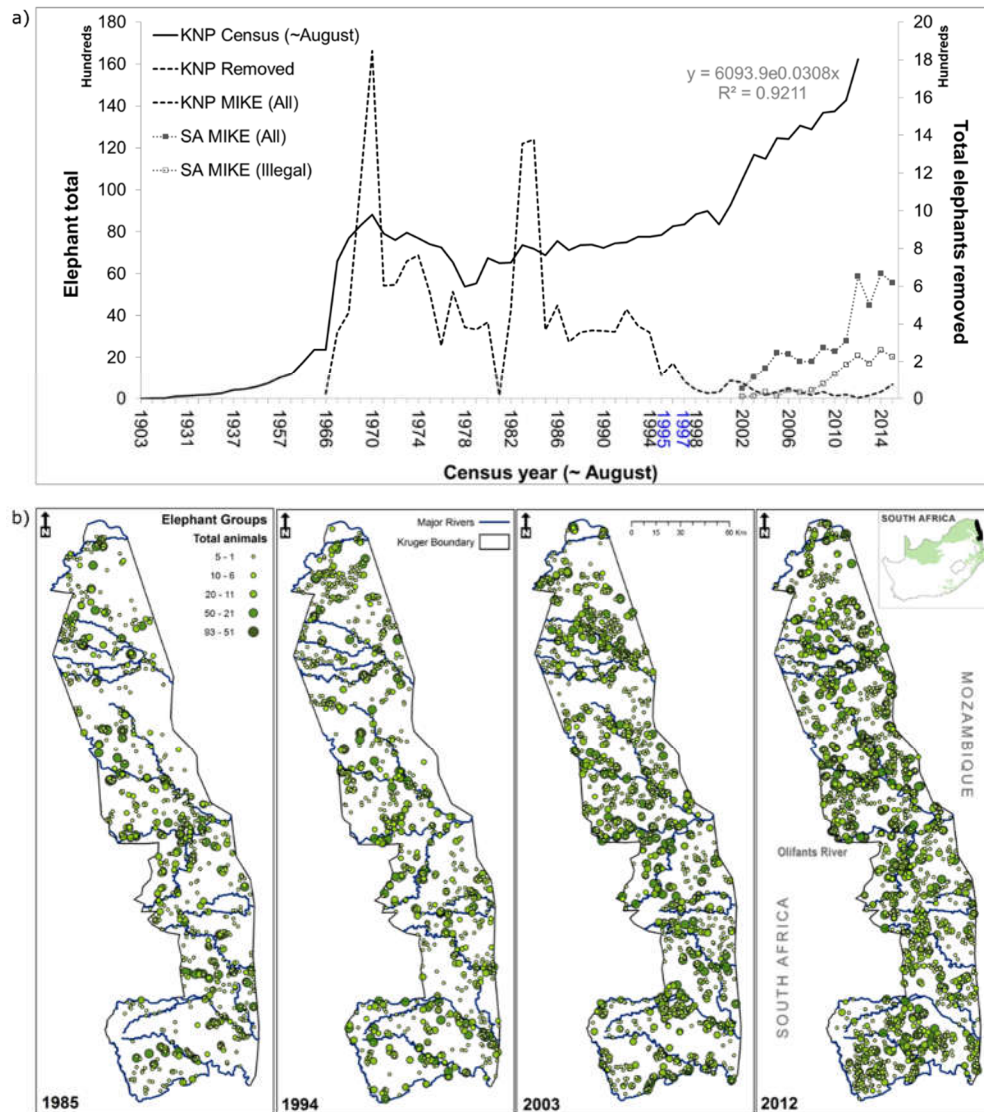 a)
180
160
140
120
100
80
60
40
20
0
Hundreds
Elephant total
KNP Census (~August)
KNP Removed
KNP MIKE (All)
SA MIKE (All)
SA MIKE (Illegal)
y = 6093.9e0.0308x
R² = 0.9211
20
18
16
14
12
10
8
6
4
2
0
Hundreds
Total elephants removed
1903
1931
1937
1957
1966
1970
1974
1978
1982
1986
1990
1994
1995
1997
1998
2002
2006
2010
2014
Census year (~ August)
b)
N
Elephant Groups
Total animals
5 - 1
10 - 6
20 - 11
50 - 21
93 - 51
1985
N
Major Rivers
Kruger Boundary
1994
N
0 15 30 60 Km
2003
N
SOUTH AFRICA
MOZAMBIQUE
Olifants River
SOUTH AFRICA
2012